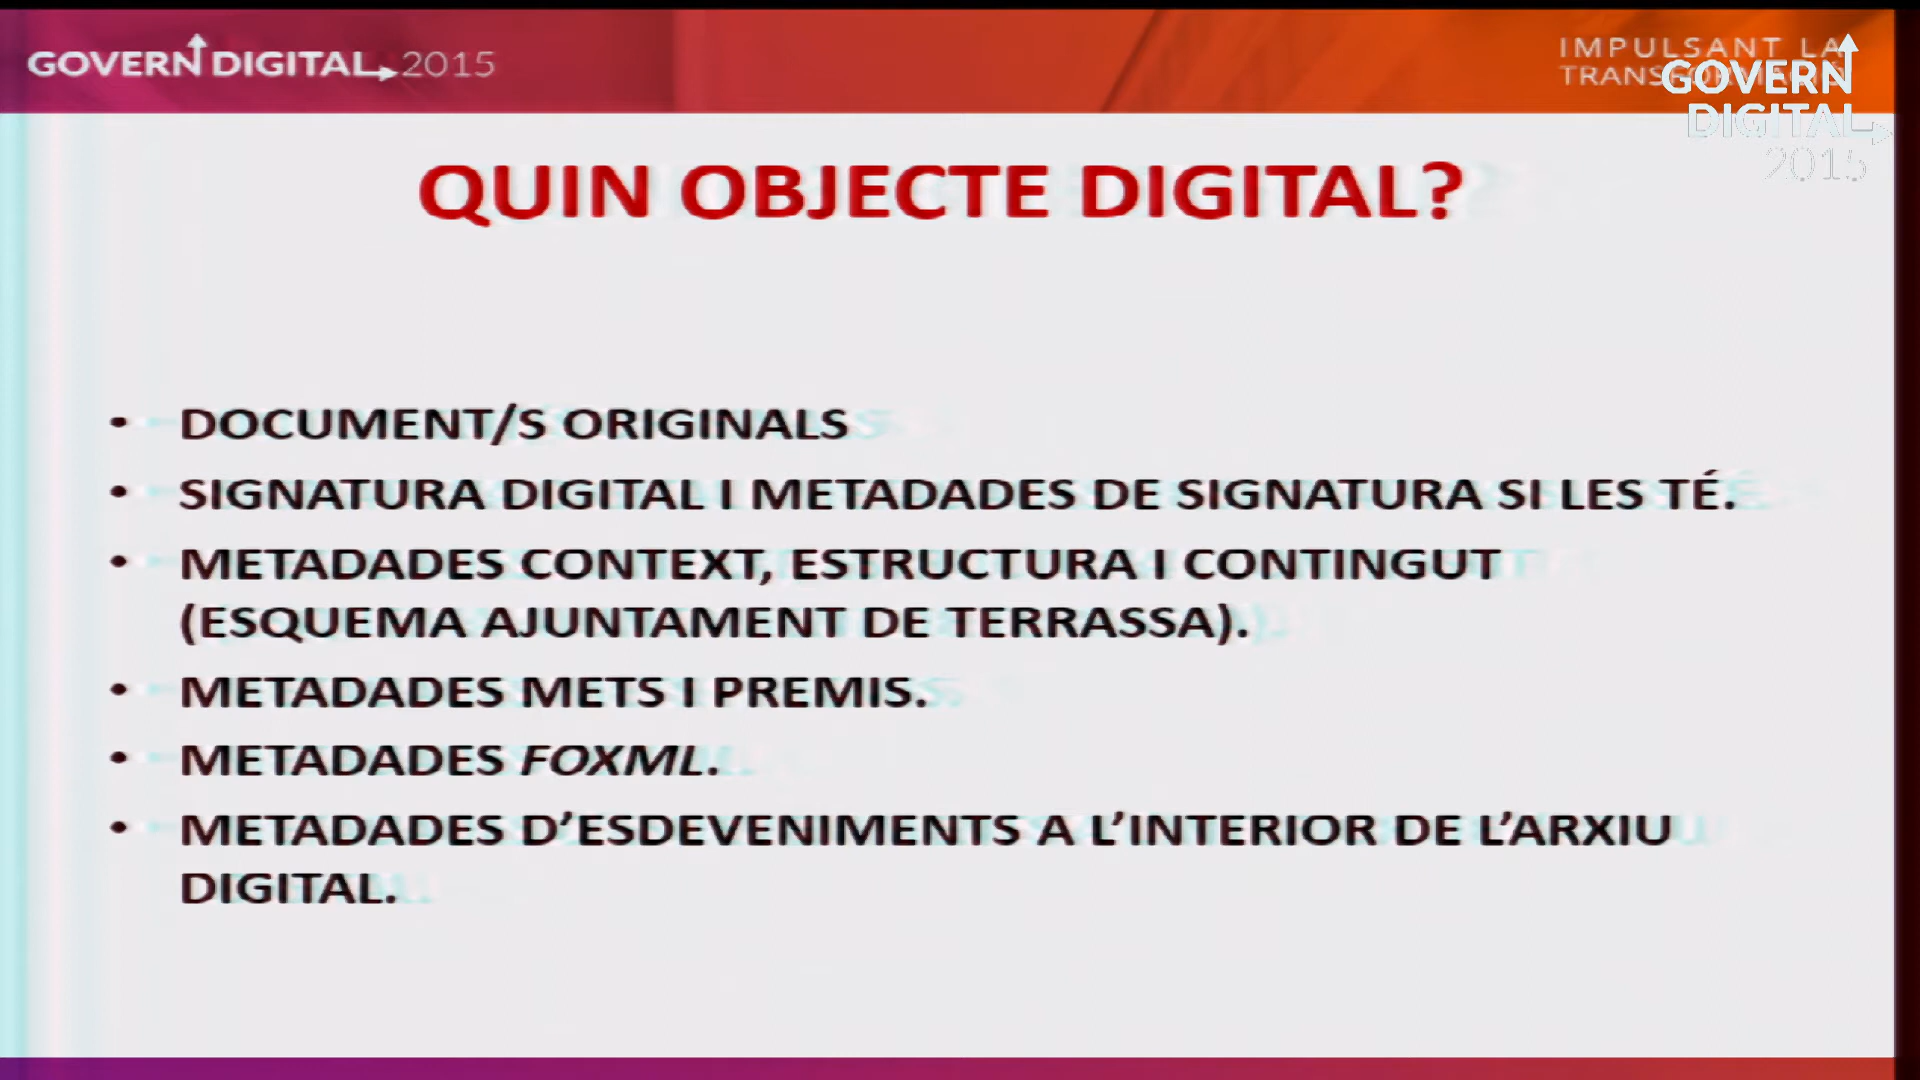 GOVERN DIGITAL 2015
IMPULSANT LA
GOVERN
DIGITAL
2015
QUIN OBJECTE DIGITAL?
• DOCUMENT/S ORIGINALS
• SIGNATURA DIGITAL I METADADES DE SIGNATURA SI LES TÉ.
• METADADES CONTEXT, ESTRUCTURA I CONTINGUT
(ESQUEMA AJUNTAMENT DE TERRASSA).
• METADADES METS I PREMIS.
• METADADES FOXML.
• METADADES D’ESDEVENIMENTS A L’INTERIOR DE L’ARXIU
DIGITAL.